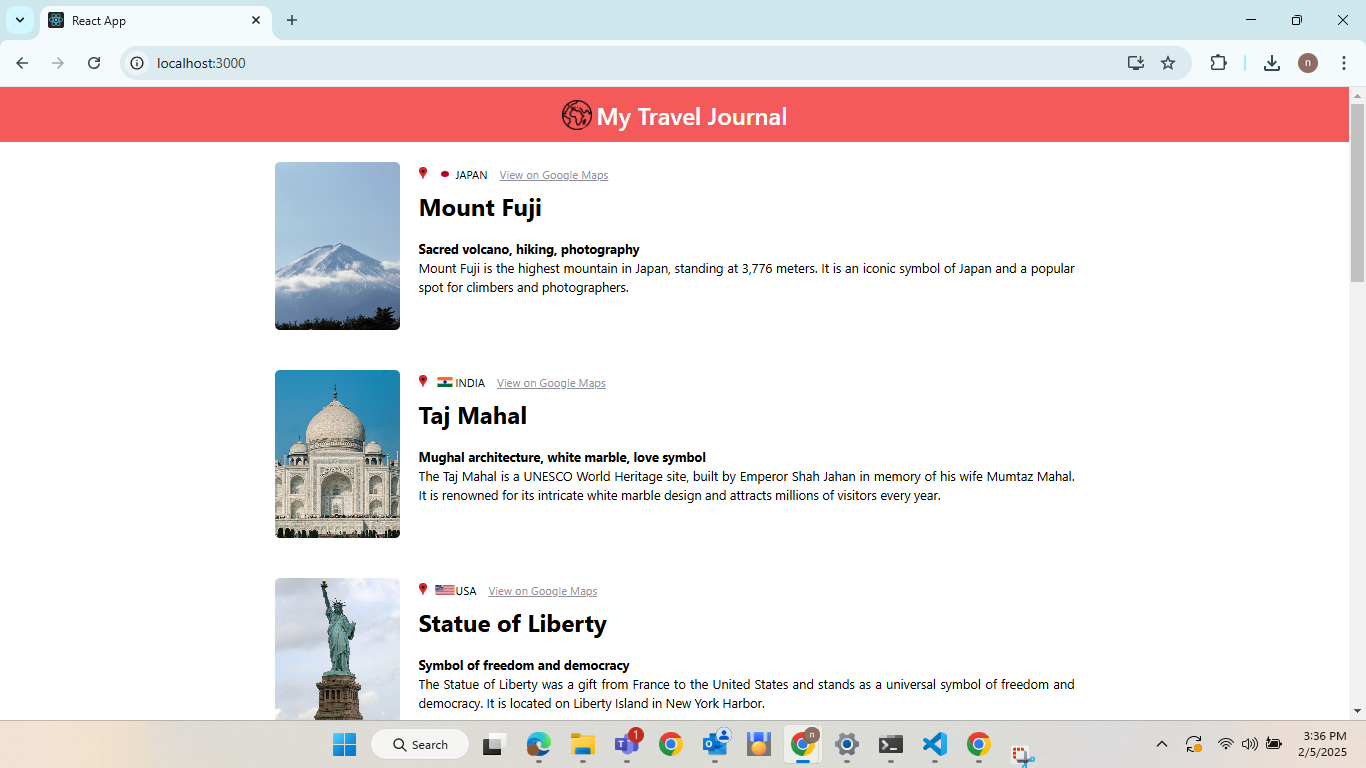 React App
localhost:3000
n
My Travel Journal
JAPAN View on Google Maps
Mount Fuji
Sacred volcano, hiking, photography
Mount Fuji is the highest mountain in Japan, standing at 3,776 meters. It is an iconic symbol of Japan and a popular
spot for climbers and photographers.
INDIA View on Google Maps
Taj Mahal
Mughal architecture, white marble, love symbol
The Taj Mahal is a UNESCO World Heritage site, built by Emperor Shah Jahan in memory of his wife Mumtaz Mahal.
It is renowned for its intricate white marble design and attracts millions of visitors every year.
USA View on Google Maps
Statue of Liberty
Symbol of freedom and democracy
The Statue of Liberty was a gift from France to the United States and stands as a universal symbol of freedom and
democracy. It is located on Liberty Island in New York Harbor.
Search
1
n
3:36 PM
2/5/2025